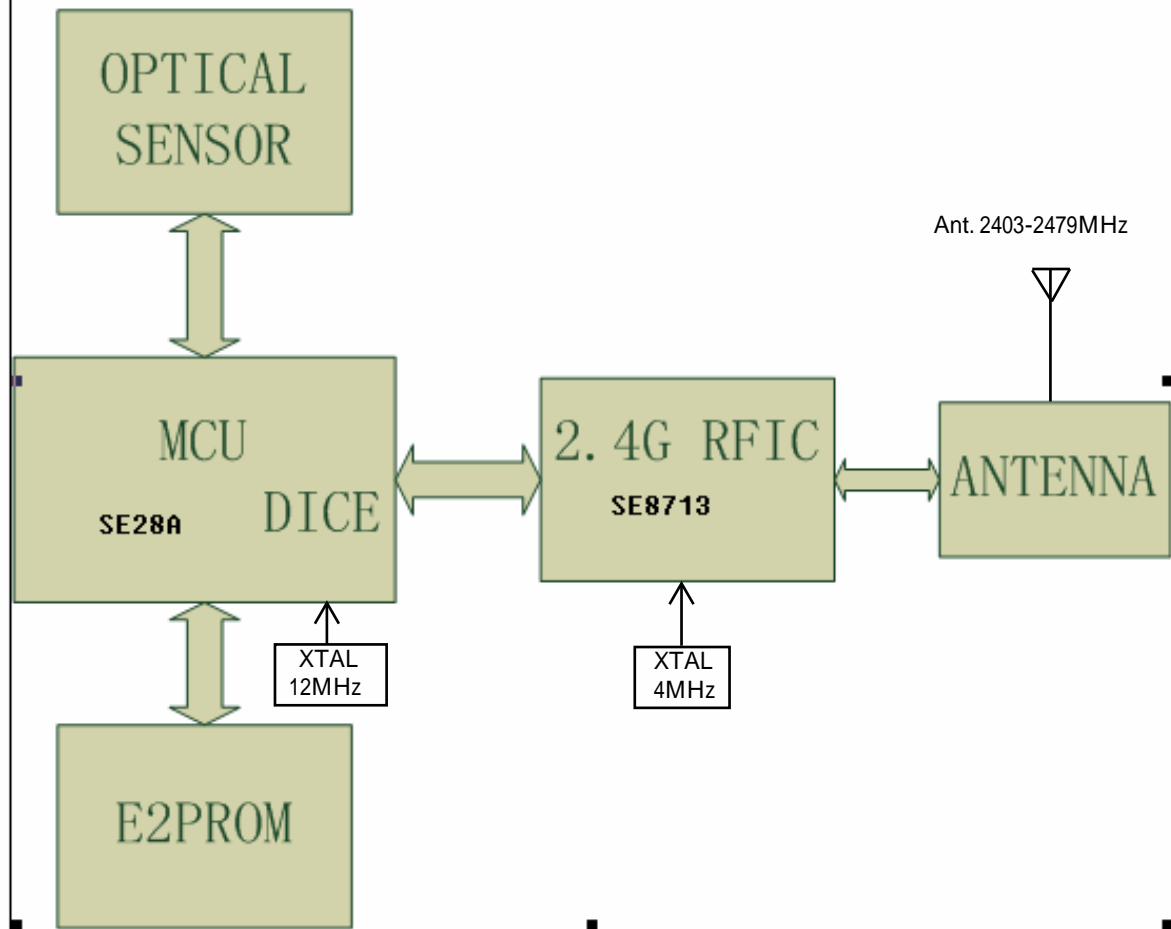 OPTICAL
SENSOR
Ant. 2403-2479MHz
MCU
DICE
SE28A
2.4G RFIC
SE8713
ANTENNA
XTAL
12MHz
XTAL
4MHz
E2PROM